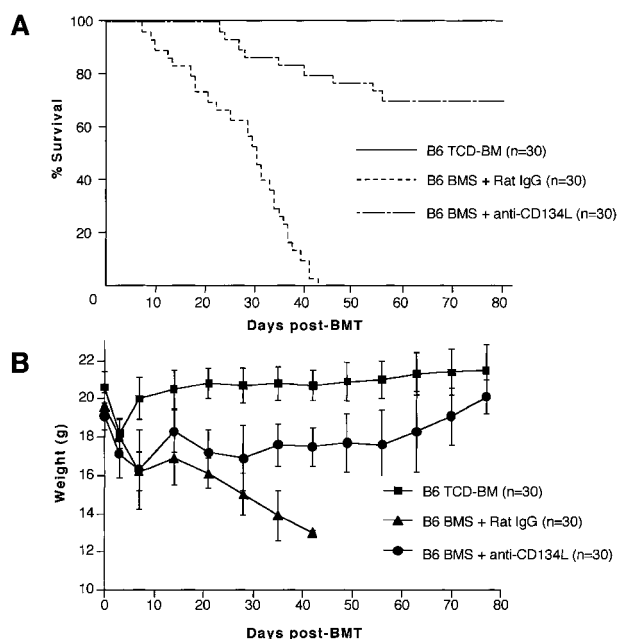 A
100
80
60
40
20
0
% Survival
10 20 30 40 50 60 70 80
Days post-BMT
B6 TCD-BM (n=30)
B6 BMS + Rat IgG (n=30)
B6 BMS + anti-CD134L (n=30)
B
22
20
18
16
14
12
10
Weight (g)
0 10 20 30 40 50 60 70 80
Days post-BMT
B6 TCD-BM (n=30)
B6 BMS + Rat IgG (n=30)
B6 BMS + anti-CD134L (n=30)